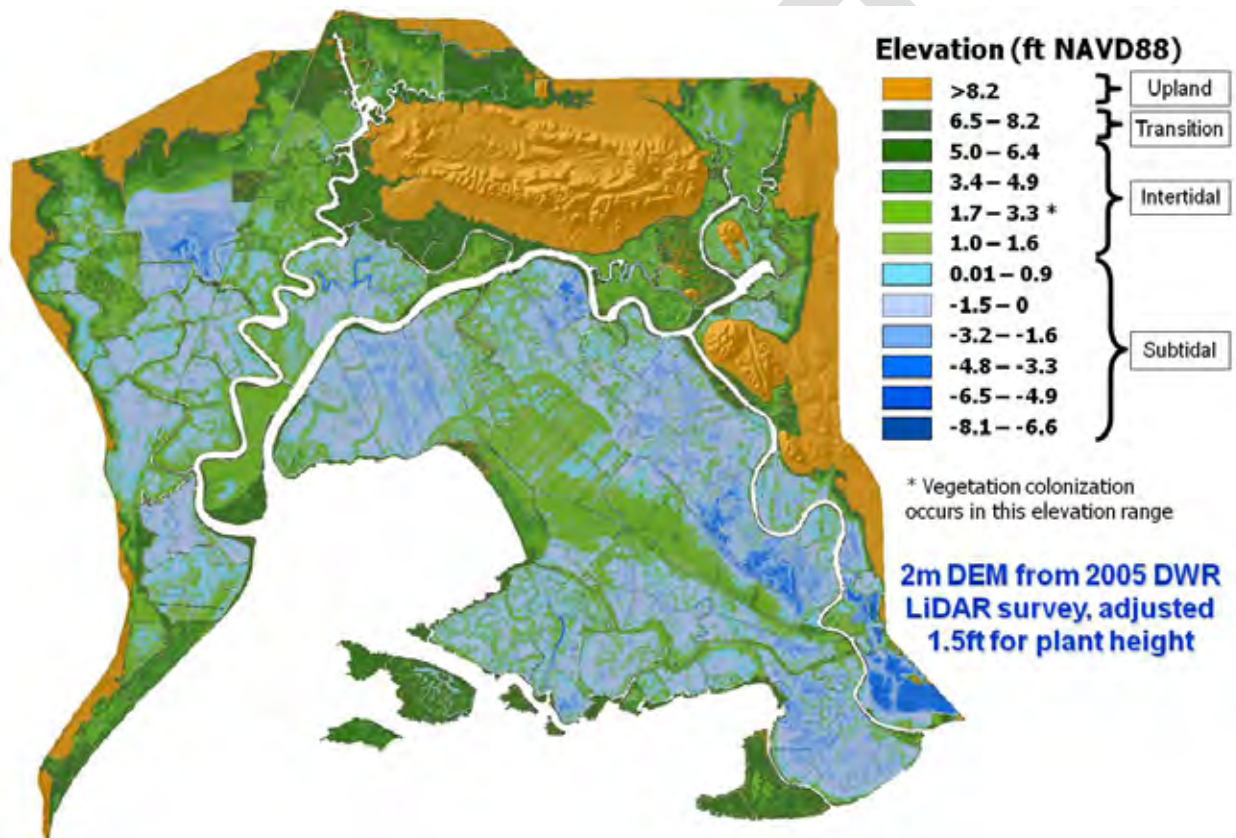 Elevation (ft NAVD88)
>8.2
Upland
6.5 – 8.2
Transition
5.0 – 6.4
3.4 – 4.9
Intertidal
1.7 – 3.3 *
1.0 – 1.6
0.01 – 0.9
-1.5 – 0
-3.2 – -1.6
Subtidal
-4.8 – -3.3
-6.5 – -4.9
-8.1 – -6.6
* Vegetation colonization
occurs in this elevation range
2m DEM from 2005 DWR
LiDAR survey, adjusted
1.5ft for plant height